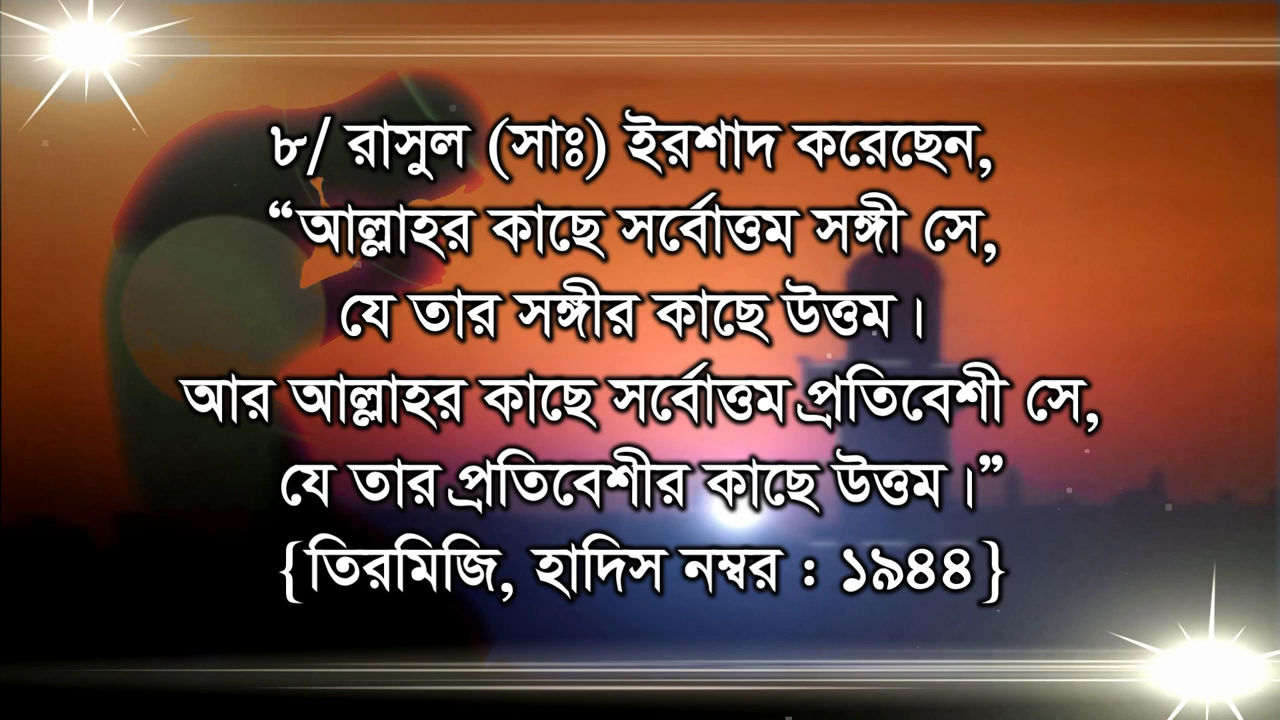 ৮/ রাসুল (সাঃ) ইরশাদ করেছেন,
“আল্লাহর কাছে সর্বোত্তম সঙ্গী সে,
যে তার সঙ্গীর কাছে উত্তম।
আর আল্লাহর কাছে সর্বোত্তম প্রতিবেশী সে,
যে তার প্রতিবেশীর কাছে উত্তম।”
{তিরমিজি, হাদিস নম্বর : ১৯৪৪}